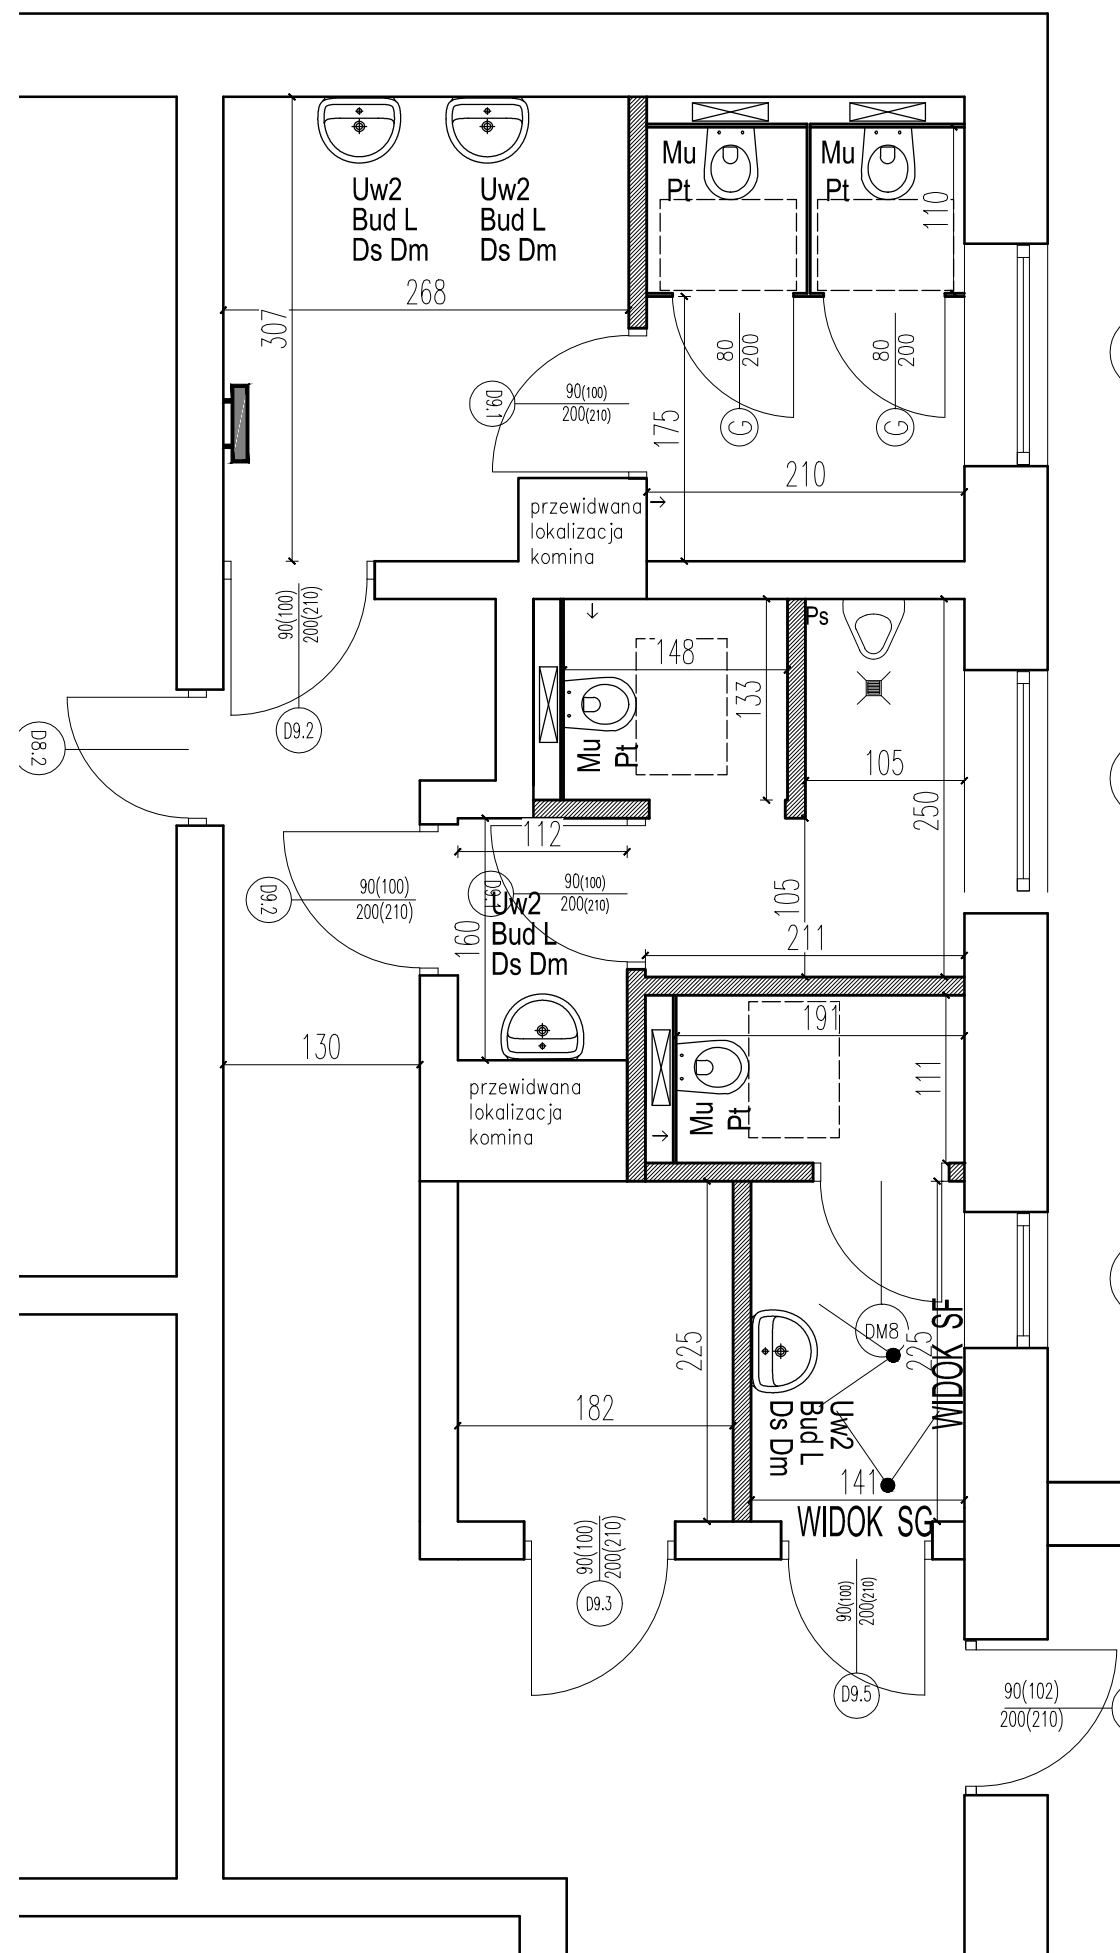 Uw2
Bud L
Ds Dm
Uw2
Bud L
Ds Dm
Mu
Pt
Mu
Pt
110
268
307
80
200
80
200
G
G
D9.1
90(100)
200(210)
175
210
przewidwana
lokalizacja
komina
90(100)
200(210)
D9.2
D8.2
148
133
Mu
Pt
Ps
105
250
112
D9.2
90(100)
200(210)
90(100)
200(210)
Uw2
Bud L
Ds Dm
160
105
211
130
191
111
Mu
Pt
przewidwana
lokalizacja
komina
225
DM8
225
WIDOK SF
182
Uw2
Bud L
Ds Dm
141
WIDOK SG
90(100)
200(210)
D9.3
90(100)
200(210)
D9.5
90(102)
200(210)